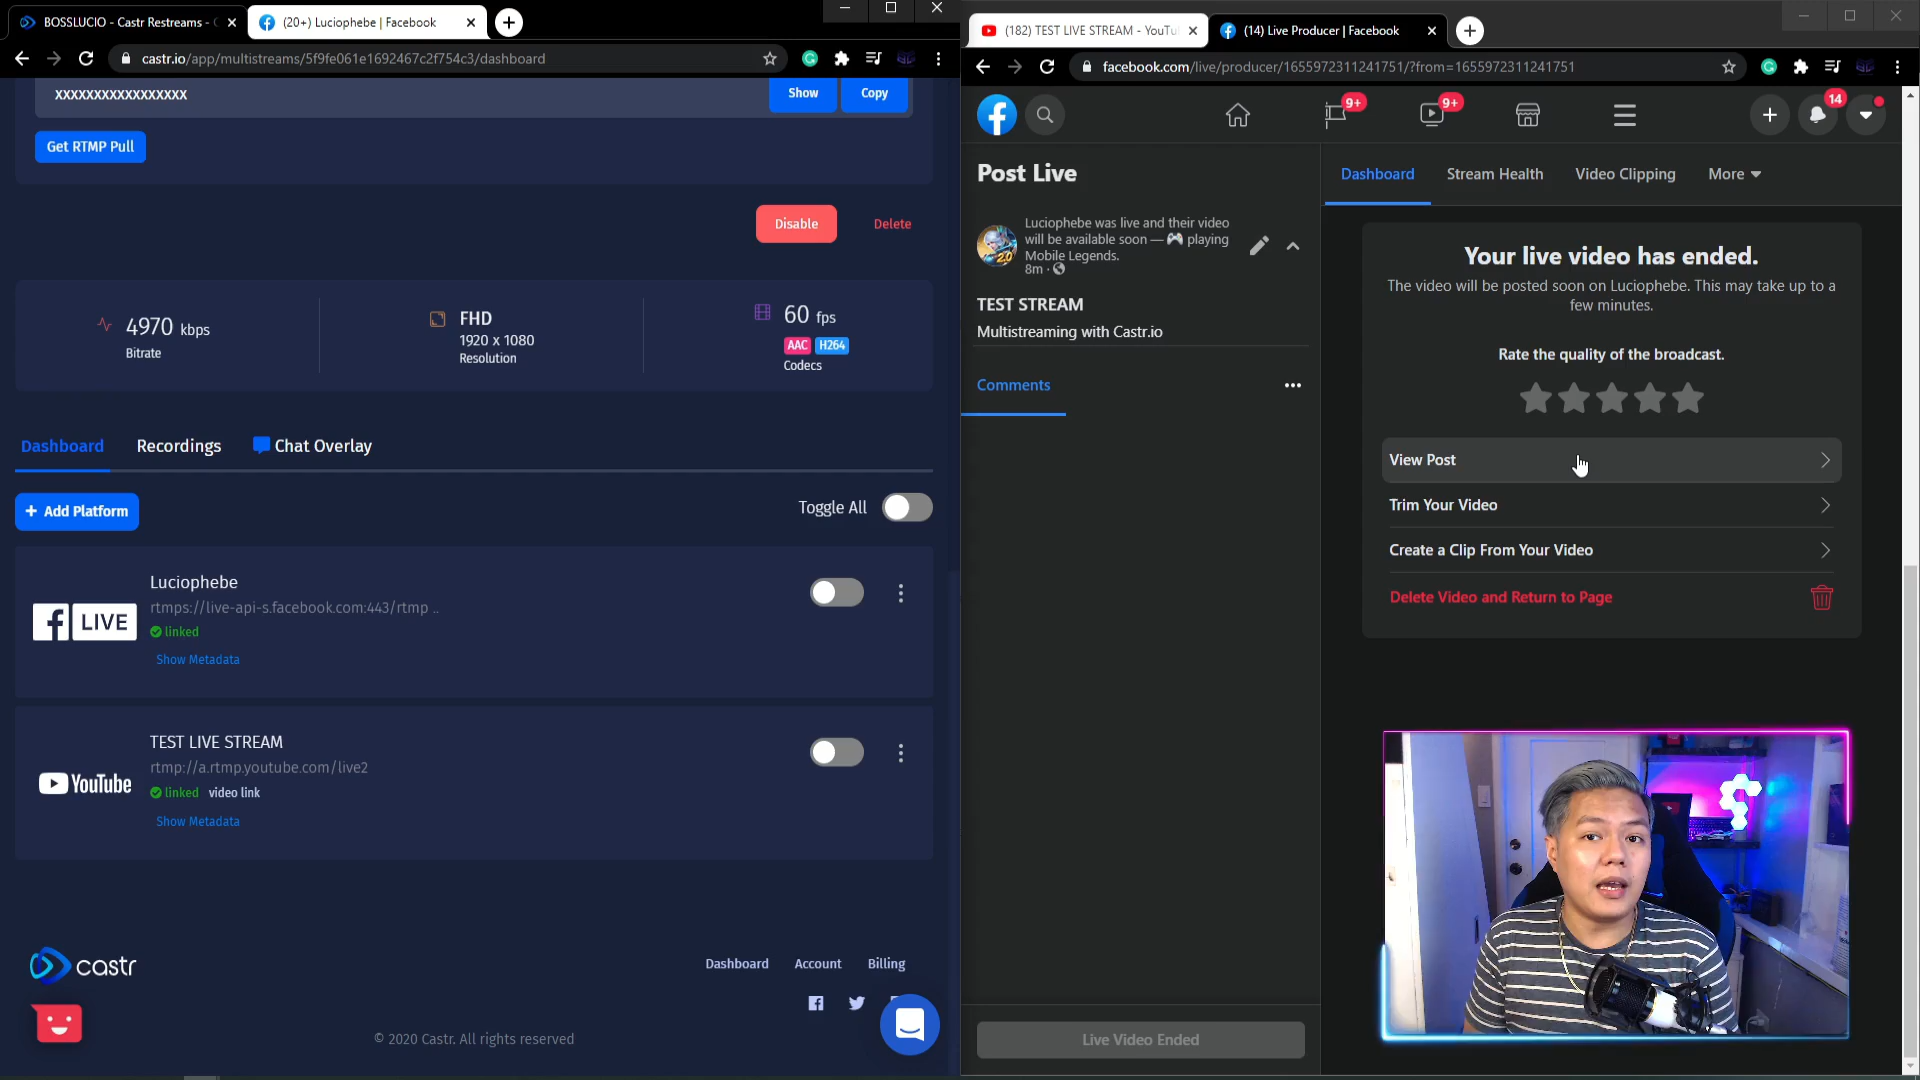 BOSSLUCIO - Castr Restreams -
(20+) Luciophebe | Facebook
castr.io/app/multistreams/5f9fe061e1692467c2f754c3/dashboard
xxxxxxxxxxxxxxxxx
Show
Copy
Get RTMP Pull
Disable
Delete
4970 kbps
Bitrate
FHD
1920 x 1080
Resolution
60 fps
AAC H264
Codecs
Dashboard
Recordings
Chat Overlay
+ Add Platform
Toggle All
Luciophebe
rtmps://live-api-s.facebook.com:443/rtmp ..
linked
Show Metadata
f LIVE
TEST LIVE STREAM
rtmp://a.rtmp.youtube.com/live2
linked video link
Show Metadata
YouTube
castr
Dashboard
Account
Billing
© 2020 Castr. All rights reserved
(182) TEST LIVE STREAM - YouTu
(14) Live Producer | Facebook
facebook.com/live/producer/1655972311241751/?from=1655972311241751
9+
9+
14
Post Live
Luciophebe was live and their video
will be available soon — 🎮 playing
Mobile Legends.
8m ·
2.0
TEST STREAM
Multistreaming with Castr.io
Comments
Live Video Ended
Dashboard
Stream Health
Video Clipping
More
Your live video has ended.
The video will be posted soon on Luciophebe. This may take up to a
few minutes.
Rate the quality of the broadcast.
View Post
Trim Your Video
Create a Clip From Your Video
Delete Video and Return to Page